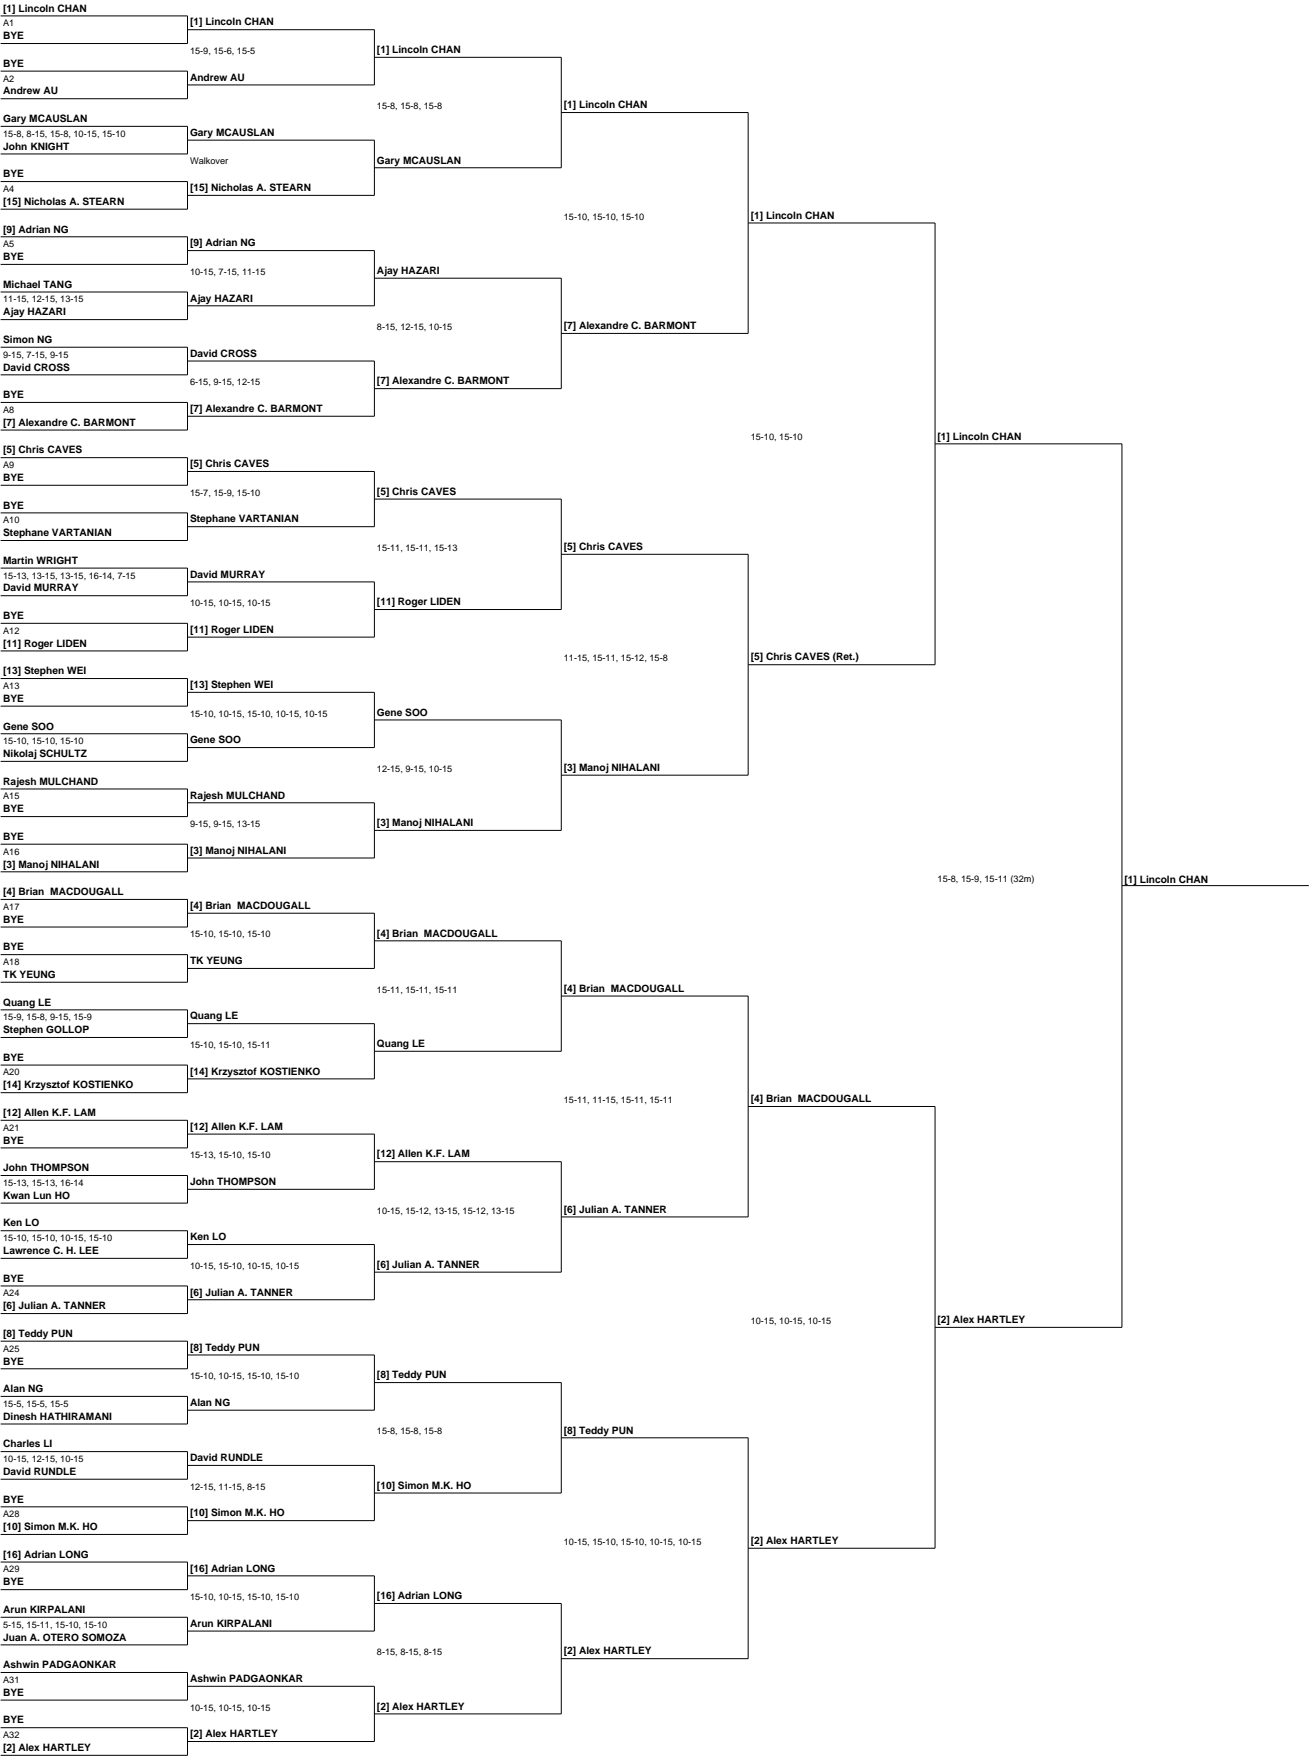 [1] Lincoln CHAN
A1
BYE
BYE
A2
Andrew AU
Gary MCAUSLAN
15-8, 8-15, 15-8, 10-15, 15-10
John KNIGHT
BYE
A4
[15] Nicholas A. STEARN
[9] Adrian NG
A5
BYE
Michael TANG
11-15, 12-15, 13-15
Ajay HAZARI
Simon NG
9-15, 7-15, 9-15
David CROSS
BYE
A8
[7] Alexandre C. BARMONT
[5] Chris CAVES
A9
BYE
BYE
A10
Stephane VARTANIAN
Martin WRIGHT
15-13, 13-15, 13-15, 16-14, 7-15
David MURRAY
BYE
A12
[11] Roger LIDEN
[13] Stephen WEI
A13
BYE
Gene SOO
15-10, 15-10, 15-10
Nikolaj SCHULTZ
Rajesh MULCHAND
A15
BYE
BYE
A16
[3] Manoj NIHALANI
[4] Brian  MACDOUGALL
A17
BYE
BYE
A18
TK YEUNG
Quang LE
15-9, 15-8, 9-15, 15-9
Stephen GOLLOP
BYE
A20
[14] Krzysztof KOSTIENKO
[12] Allen K.F. LAM
A21
BYE
John THOMPSON
15-13, 15-13, 16-14
Kwan Lun HO
Ken LO
15-10, 15-10, 10-15, 15-10
Lawrence C. H. LEE
BYE
A24
[6] Julian A. TANNER
[8] Teddy PUN
A25
BYE
Alan NG
15-5, 15-5, 15-5
Dinesh HATHIRAMANI
Charles LI
10-15, 12-15, 10-15
David RUNDLE
BYE
A28
[10] Simon M.K. HO
[16] Adrian LONG
A29
BYE
Arun KIRPALANI
5-15, 15-11, 15-10, 15-10
Juan A. OTERO SOMOZA
Ashwin PADGAONKAR
A31
BYE
BYE
A32
[2] Alex HARTLEY
[1] Lincoln CHAN
15-9, 15-6, 15-5
Andrew AU
Gary MCAUSLAN
Walkover
[15] Nicholas A. STEARN
[9] Adrian NG
10-15, 7-15, 11-15
Ajay HAZARI
David CROSS
6-15, 9-15, 12-15
[7] Alexandre C. BARMONT
[5] Chris CAVES
15-7, 15-9, 15-10
Stephane VARTANIAN
David MURRAY
10-15, 10-15, 10-15
[11] Roger LIDEN
[13] Stephen WEI
15-10, 10-15, 15-10, 10-15, 10-15
Gene SOO
Rajesh MULCHAND
9-15, 9-15, 13-15
[3] Manoj NIHALANI
[4] Brian  MACDOUGALL
15-10, 15-10, 15-10
TK YEUNG
Quang LE
15-10, 15-10, 15-11
[14] Krzysztof KOSTIENKO
[12] Allen K.F. LAM
15-13, 15-10, 15-10
John THOMPSON
Ken LO
10-15, 15-10, 10-15, 10-15
[6] Julian A. TANNER
[8] Teddy PUN
15-10, 10-15, 15-10, 15-10
Alan NG
David RUNDLE
12-15, 11-15, 8-15
[10] Simon M.K. HO
[16] Adrian LONG
15-10, 10-15, 15-10, 15-10
Arun KIRPALANI
Ashwin PADGAONKAR
10-15, 10-15, 10-15
[2] Alex HARTLEY
[1] Lincoln CHAN
15-8, 15-8, 15-8
Gary MCAUSLAN
Ajay HAZARI
8-15, 12-15, 10-15
[7] Alexandre C. BARMONT
[5] Chris CAVES
15-11, 15-11, 15-13
[11] Roger LIDEN
Gene SOO
12-15, 9-15, 10-15
[3] Manoj NIHALANI
[4] Brian  MACDOUGALL
15-11, 15-11, 15-11
Quang LE
[12] Allen K.F. LAM
10-15, 15-12, 13-15, 15-12, 13-15
[6] Julian A. TANNER
[8] Teddy PUN
15-8, 15-8, 15-8
[10] Simon M.K. HO
[16] Adrian LONG
8-15, 8-15, 8-15
[2] Alex HARTLEY
[1] Lincoln CHAN
15-10, 15-10, 15-10
[7] Alexandre C. BARMONT
[5] Chris CAVES
11-15, 15-11, 15-12, 15-8
[3] Manoj NIHALANI
[4] Brian  MACDOUGALL
15-11, 11-15, 15-11, 15-11
[6] Julian A. TANNER
[8] Teddy PUN
10-15, 15-10, 15-10, 10-15, 10-15
[2] Alex HARTLEY
[1] Lincoln CHAN
15-10, 15-10
[5] Chris CAVES (Ret.)
[4] Brian  MACDOUGALL
10-15, 10-15, 10-15
[2] Alex HARTLEY
[1] Lincoln CHAN
15-8, 15-9, 15-11 (32m)
[2] Alex HARTLEY
[1] Lincoln CHAN